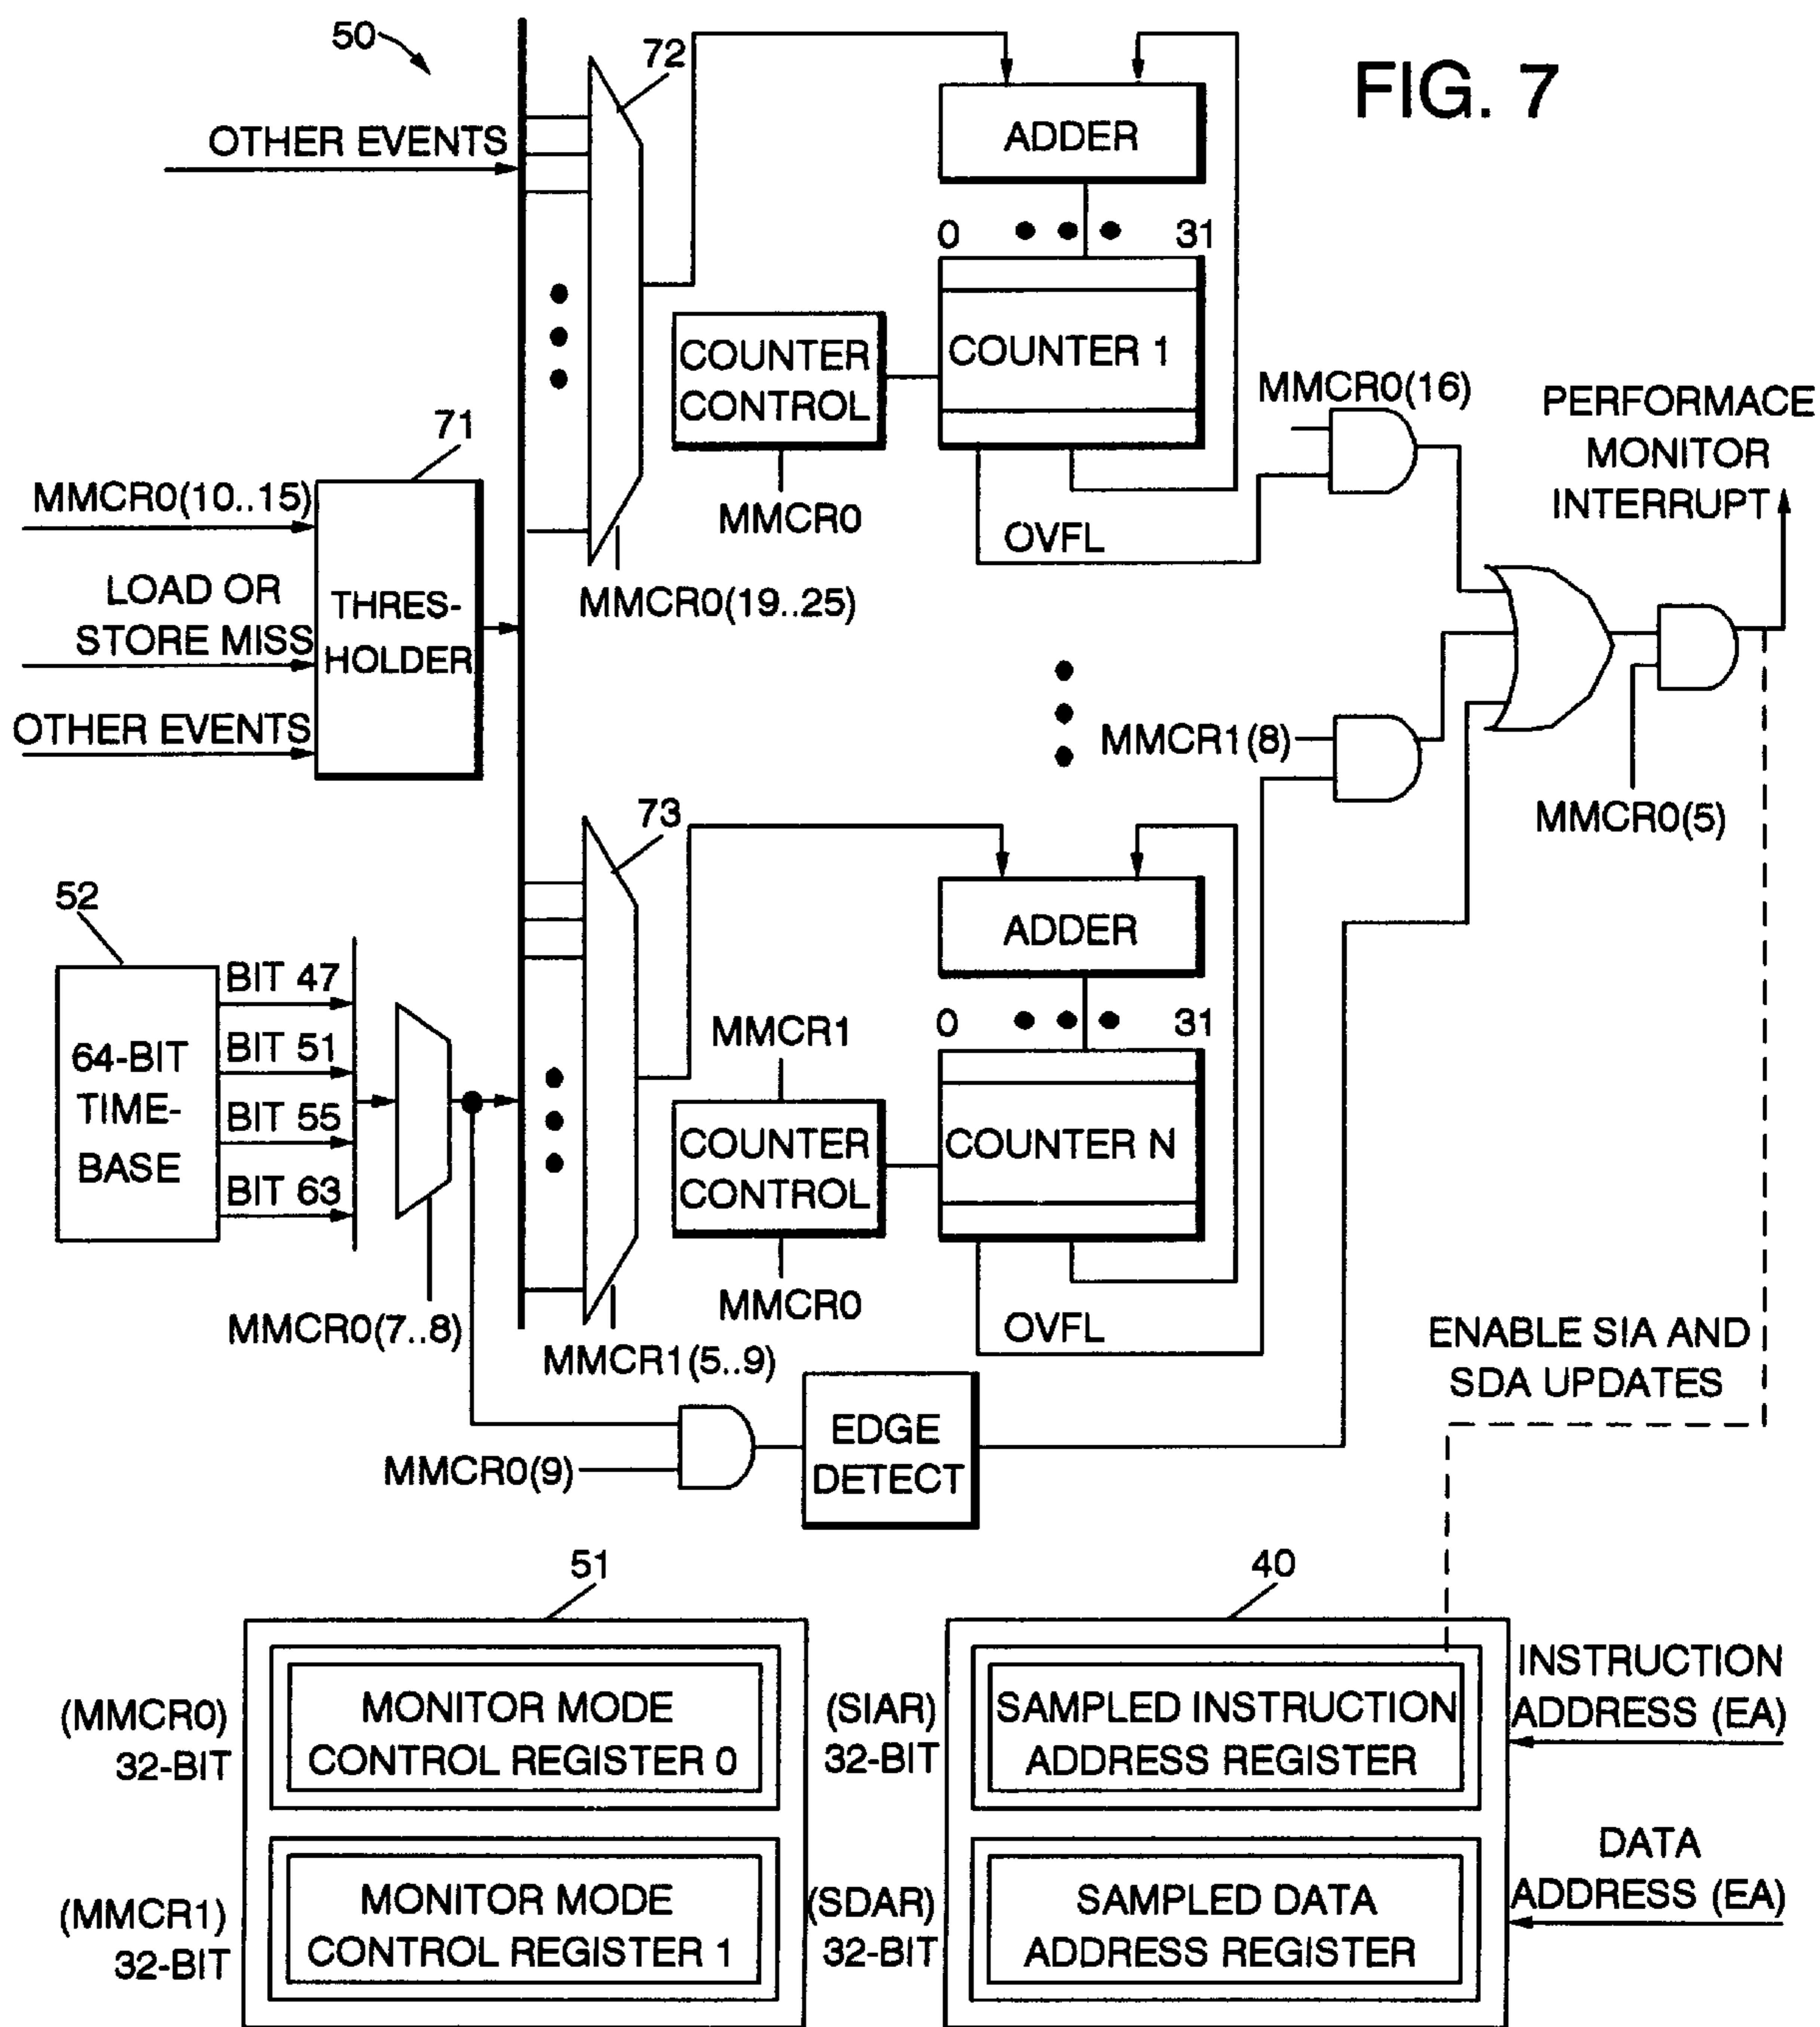 FIG. 7
50
72
OTHER EVENTS
ADDER
0
31
COUNTER 1
COUNTER
CONTROL
MMCR0
OVFL
MMCR0(19..25)
MMCR0(16)
PERFORMACE
MONITOR
INTERRUPT
71
MMCR0(10..15)
LOAD OR
STORE MISS
OTHER EVENTS
THRES-
HOLDER
MMCR1(8)
MMCR0(5)
73
ADDER
0
31
MMCR1
COUNTER N
COUNTER
CONTROL
MMCR0
OVFL
52
64-BIT
TIME-
BASE
BIT 47
BIT 51
BIT 55
BIT 63
MMCR0(7..8)
MMCR1(5..9)
ENABLE SIA AND
SDA UPDATES
MMCR0(9)
EDGE
DETECT
51
(MMCR0)
32-BIT
MONITOR MODE
CONTROL REGISTER 0
(MMCR1)
32-BIT
MONITOR MODE
CONTROL REGISTER 1
40
(SIAR)
32-BIT
SAMPLED INSTRUCTION
ADDRESS REGISTER
INSTRUCTION
ADDRESS (EA)
(SDAR)
32-BIT
SAMPLED DATA
ADDRESS REGISTER
DATA
ADDRESS (EA)